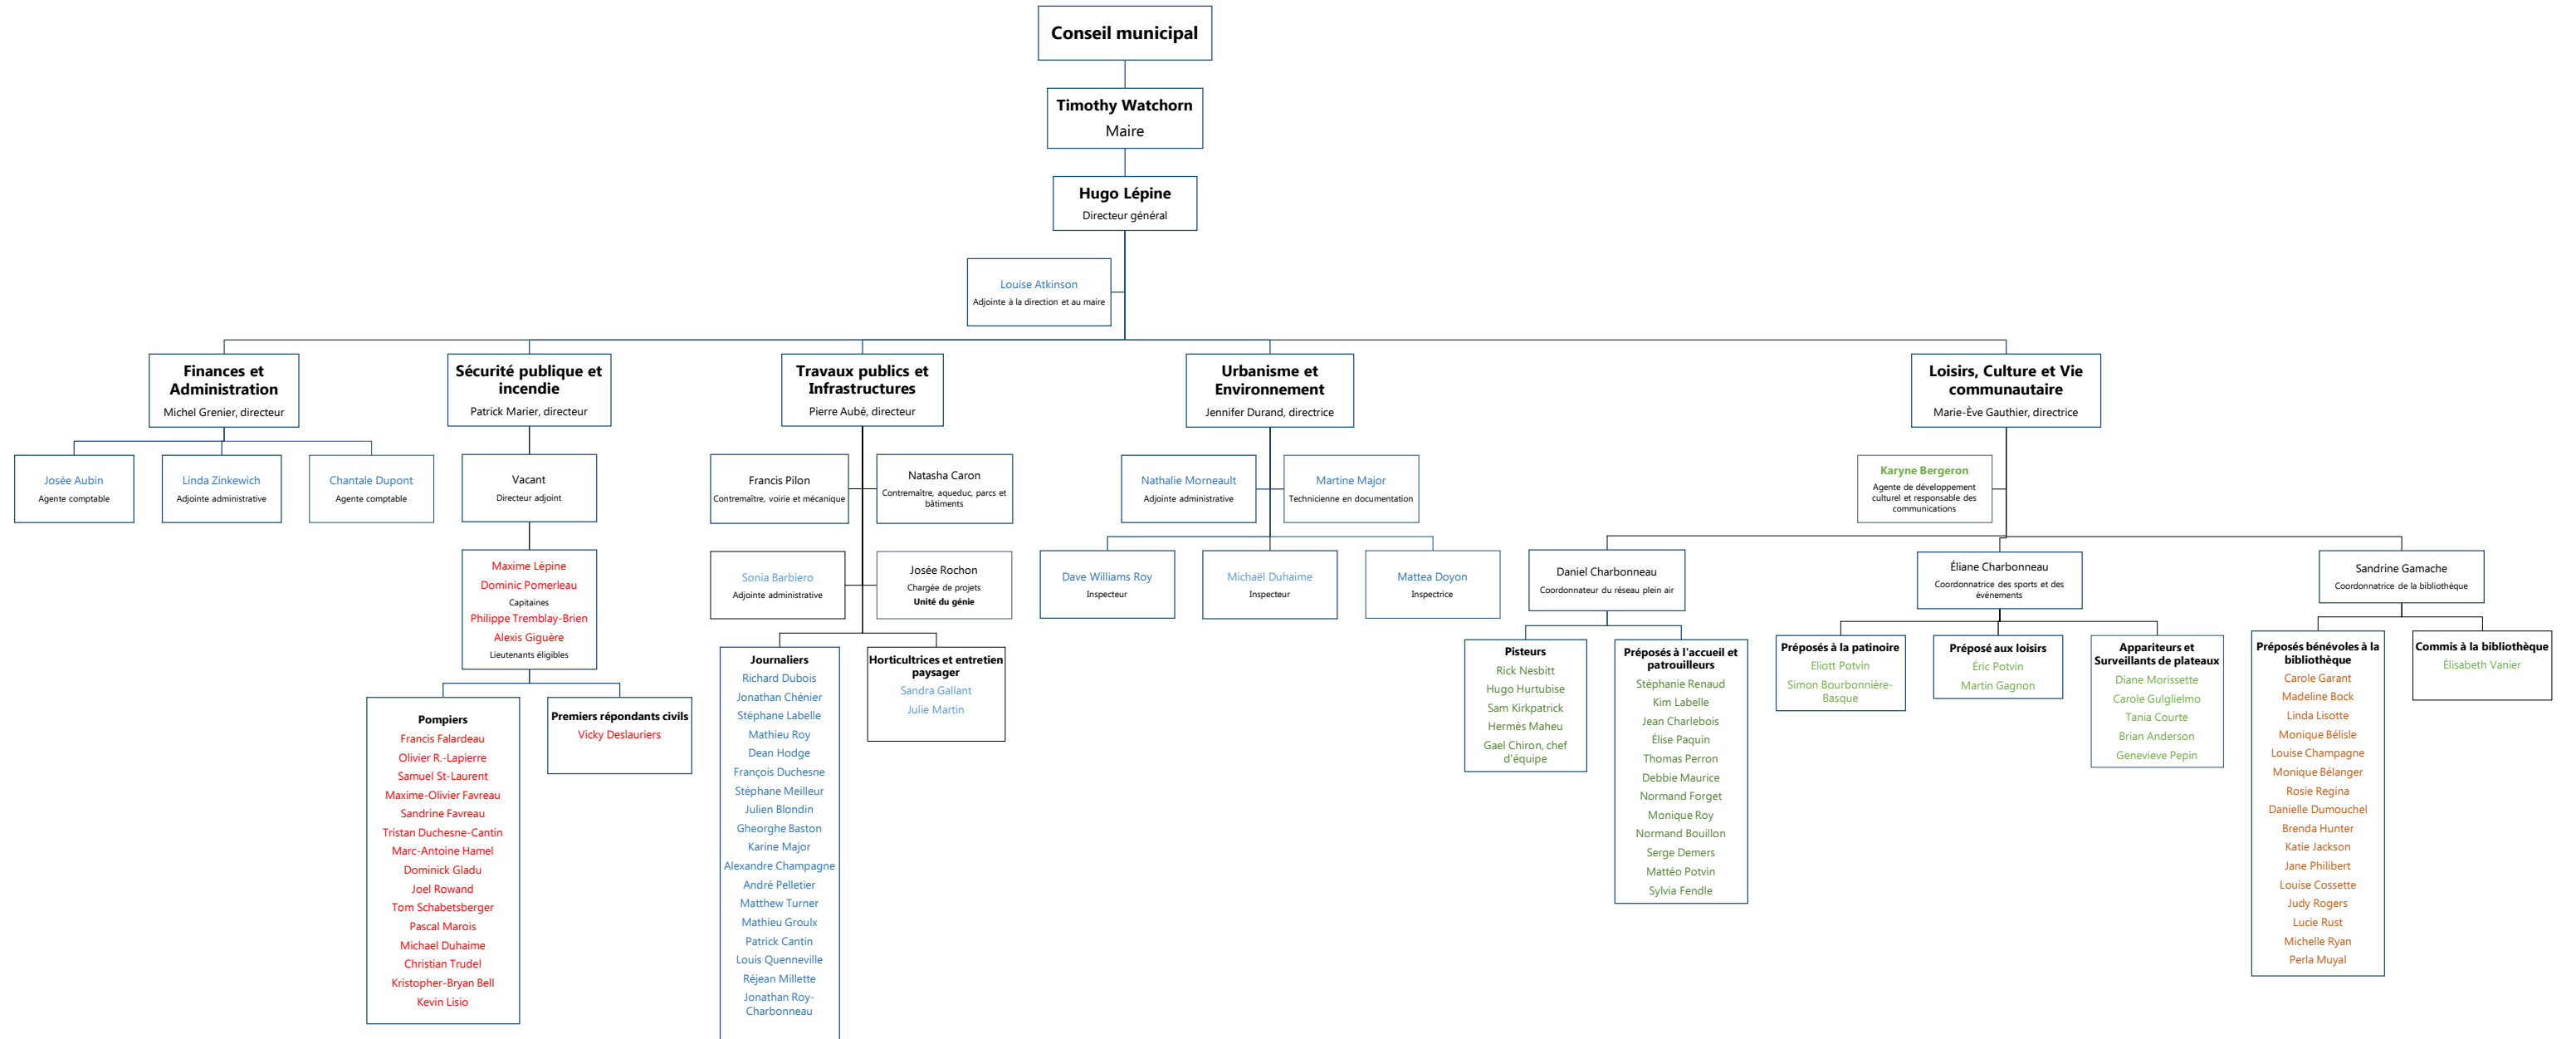 Conseil municipal
Timothy Watchorn
Maire
Hugo Lépine
Directeur général
Louise Atkinson
Adjointe à la direction et au maire
Finances et
Administration
Michel Grenier, directeur
Sécurité publique et
incendie
Patrick Marier, directeur
Travaux publics et
Infrastructures
Pierre Aubé, directeur
Urbanisme et
Environnement
Jennifer Durand, directrice
Loisirs, Culture et Vie
communautaire
Marie-Ève Gauthier, directrice
Josée Aubin
Agente comptable
Linda Zinkewich
Adjointe administrative
Chantale Dupont
Agente comptable
Vacant
Directeur adjoint
Francis Pilon
Contremaître, voirie et mécanique
Natasha Caron
Contremaître, aqueduc, parcs et
bâtiments
Nathalie Morneault
Adjointe administrative
Martine Major
Technicienne en documentation
Karyne Bergeron
Agente de développement
culturel et responsable des
communications
Maxime Lépine
Dominic Pomerleau
Capitaines
Philippe Tremblay-Brien
Alexis Giguère
Lieutenants éligibles
Sonia Barbiero
Adjointe administrative
Josée Rochon
Chargée de projets
Unité du génie
Dave Williams Roy
Inspecteur
Michaël Duhaime
Inspecteur
Mattea Doyon
Inspectrice
Daniel Charbonneau
Coordonnateur du réseau plein air
Éliane Charbonneau
Coordonnatrice des sports et des
événements
Sandrine Gamache
Coordonnatrice de la bibliothèque
Pompiers
Francis Falardeau
Olivier R.-Lapierre
Samuel St-Laurent
Maxime-Olivier Favreau
Sandrine Favreau
Tristan Duchesne-Cantin
Marc-Antoine Hamel
Dominick Gladu
Joel Rowand
Tom Schabetsberger
Pascal Marois
Michael Duhaime
Christian Trudel
Kristopher-Bryan Bell
Kevin Lisio
Premiers répondants civils
Vicky Deslauriers
Journaliers
Richard Dubois
Jonathan Chénier
Stéphane Labelle
Mathieu Roy
Dean Hodge
François Duchesne
Stéphane Meilleur
Julien Blondin
Gheorghe Baston
Karine Major
Alexandre Champagne
André Pelletier
Matthew Turner
Mathieu Groulx
Patrick Cantin
Louis Quenneville
Réjean Millette
Jonathan Roy-
Charbonneau
Horticultrices et entretien
paysager
Sandra Gallant
Julie Martin
Pisteurs
Rick Nesbitt
Hugo Hurtubise
Sam Kirkpatrick
Hermès Maheu
Gael Chiron, chef
d'équipe
Préposés à l'accueil et
patrouilleurs
Stéphanie Renaud
Kim Labelle
Jean Charlebois
Élise Paquin
Thomas Perron
Debbie Maurice
Normand Forget
Monique Roy
Normand Bouillon
Serge Demers
Mattéo Potvin
Sylvia Fendle
Préposés à la patinoire
Eliott Potvin
Simon Bourbonnière-
Basque
Préposé aux loisirs
Éric Potvin
Martin Gagnon
Appariteurs et
Surveillants de plateaux
Diane Morissette
Carole Gulglielmo
Tania Courte
Brian Anderson
Genevieve Pepin
Préposés bénévoles à la
bibliothèque
Carole Garant
Madeline Bock
Linda Lisotte
Monique Bélisle
Louise Champagne
Monique Bélanger
Rosie Regina
Danielle Dumouchel
Brenda Hunter
Katie Jackson
Jane Philibert
Louise Cossette
Judy Rogers
Lucie Rust
Michelle Ryan
Perla Muyal
Commis à la bibliothèque
Élisabeth Vanier